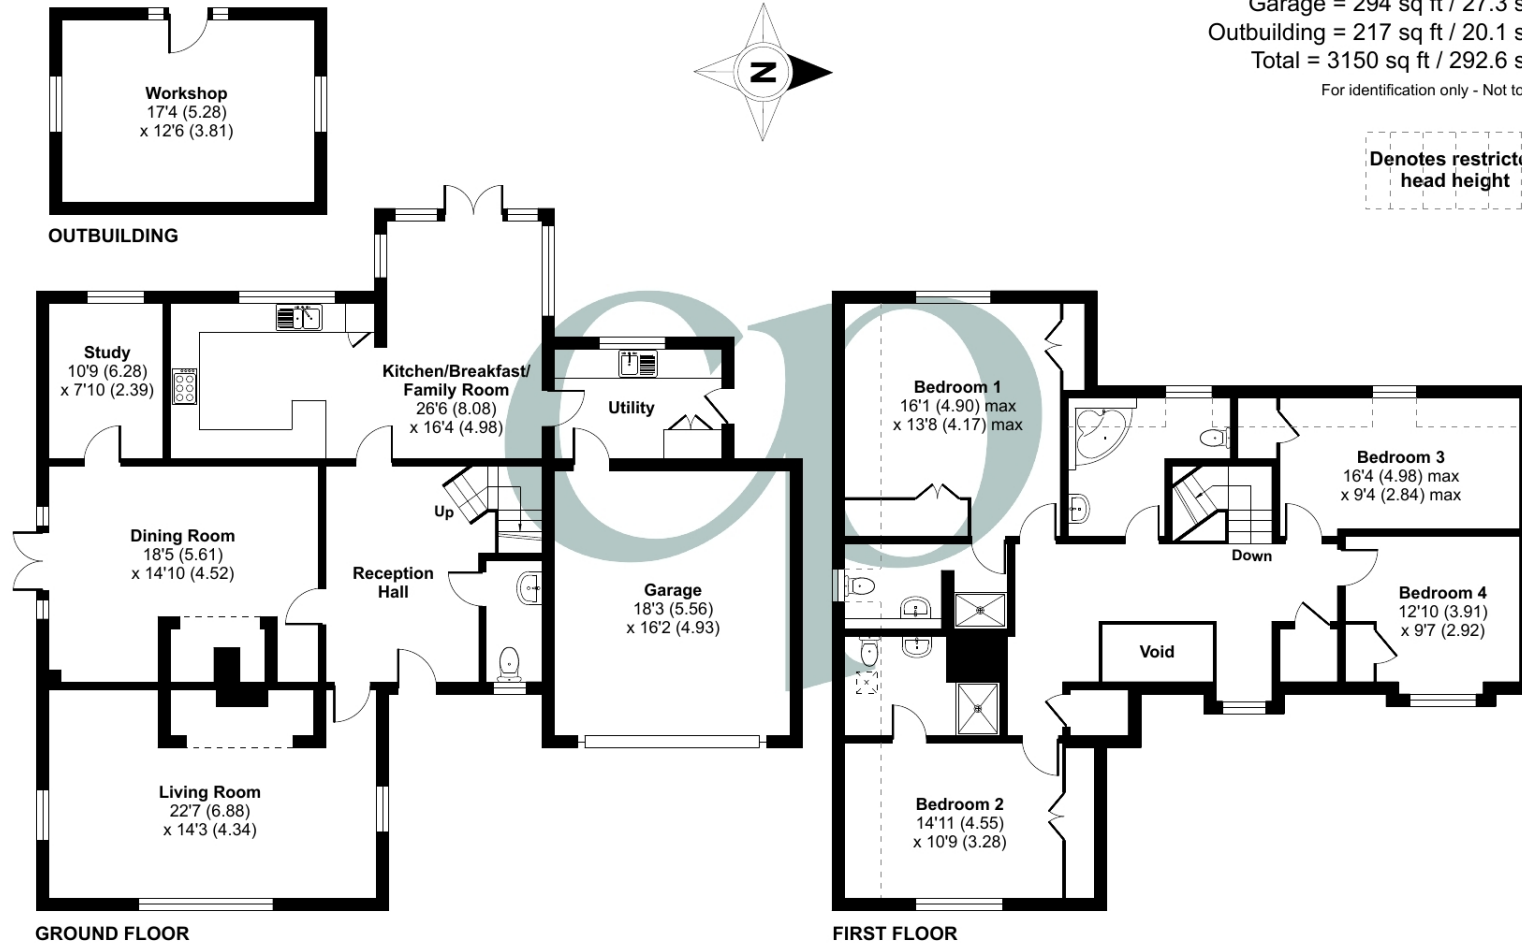 Garage = 294 sq ft / 27.3 s
Outbuilding = 217 sq ft / 20.1 s
Total = 3150 sq ft / 292.6 s
For identification only - Not to
N
Denotes restricte
head height
Workshop
17'4 (5.28)
x 12'6 (3.81)
OUTBUILDING
Study
10'9 (6.28)
x 7'10 (2.39)
Kitchen/Breakfast/
Family Room
26'6 (8.08)
x 16'4 (4.98)
Utility
Up
Dining Room
18'5 (5.61)
x 14'10 (4.52)
Reception
Hall
Garage
18'3 (5.56)
x 16'2 (4.93)
Living Room
22'7 (6.88)
x 14'3 (4.34)
GROUND FLOOR
Bedroom 1
16'1 (4.90) max
x 13'8 (4.17) max
Bedroom 3
16'4 (4.98) max
x 9'4 (2.84) max
Down
Bedroom 4
12'10 (3.91)
x 9'7 (2.92)
Void
Bedroom 2
14'11 (4.55)
x 10'9 (3.28)
FIRST FLOOR